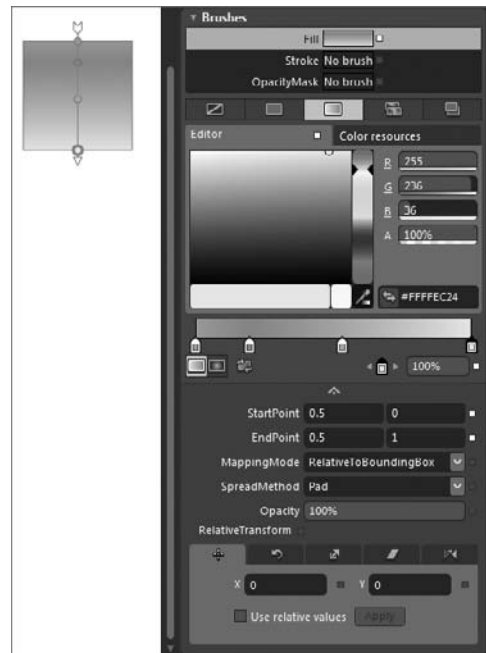 Brushes
Fill
Stroke No brush
OpacityMask No brush
Editor Color resources
R 255
G 236
B 36
A 100%
#FFFFEC24
100%
StartPoint 0.5 0
EndPoint 0.5 1
MappingMode RelativeToBoundingBox
SpreadMethod Pad
Opacity 100%
RelativeTransform
X 0 Y 0
Use relative values Apply